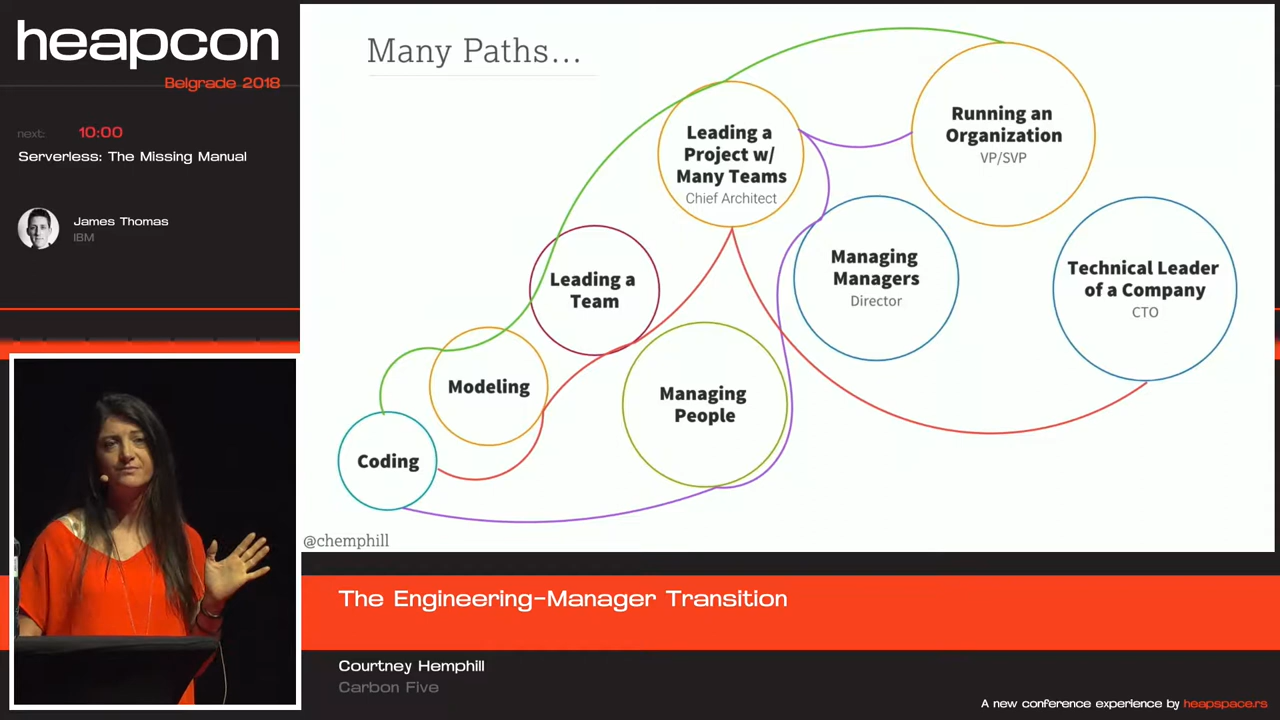 heapcon
Belgrade 2018
next: 10:00
Serverless: The Missing Manual
James Thomas
IBM
Many Paths...
Running an
Organization
VP/SVP
Leading a
Project w/
Many Teams
Chief Architect
Managing
Managers
Director
Technical Leader
of a Company
CTO
Leading a
Team
Modeling
Managing
People
Coding
@chemphill
The Engineering-Manager Transition
Courtney Hemphill
Carbon Five
A new conference experience by heapspace.rs